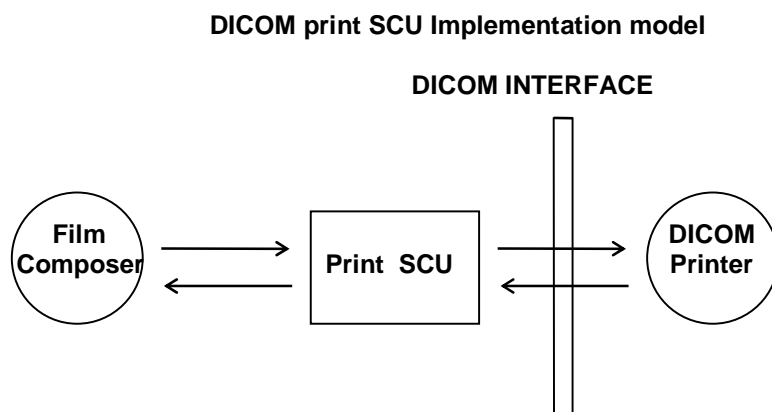 DICOM print SCU Implementation model
DICOM INTERFACE
Film
Composer
Print SCU
DICOM
Printer